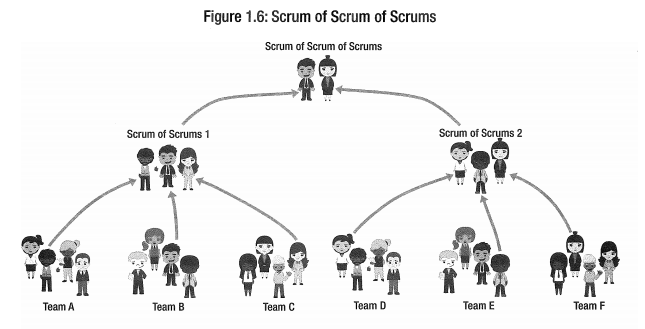 Figure 1.6: Scrum of Scrum of Scrums
Scrum of Scrum of Scrums
Scrum of Scrums 1
Scrum of Scrums 2
Team A
Team B
Team C
Team D
Team E
Team F